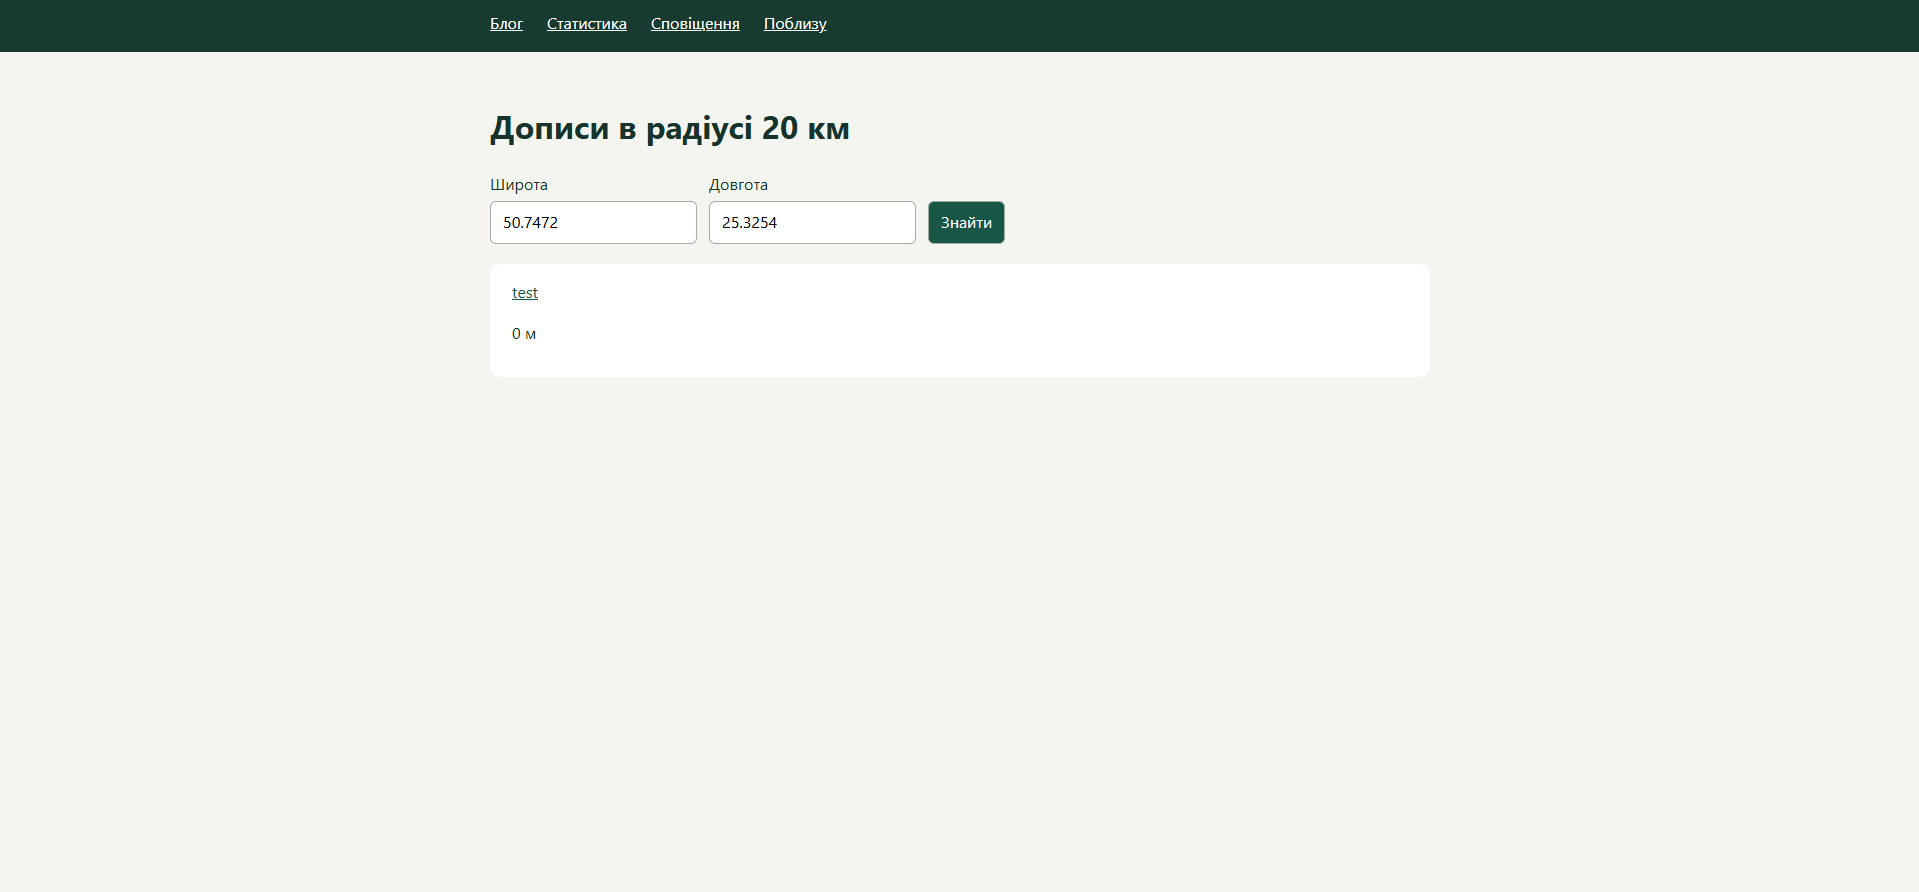 Блог Статистика Сповіщення Поблизу
Дописи в радіусі 20 км
Широта Довгота
50.7472 25.3254 Знайти
test
0 м